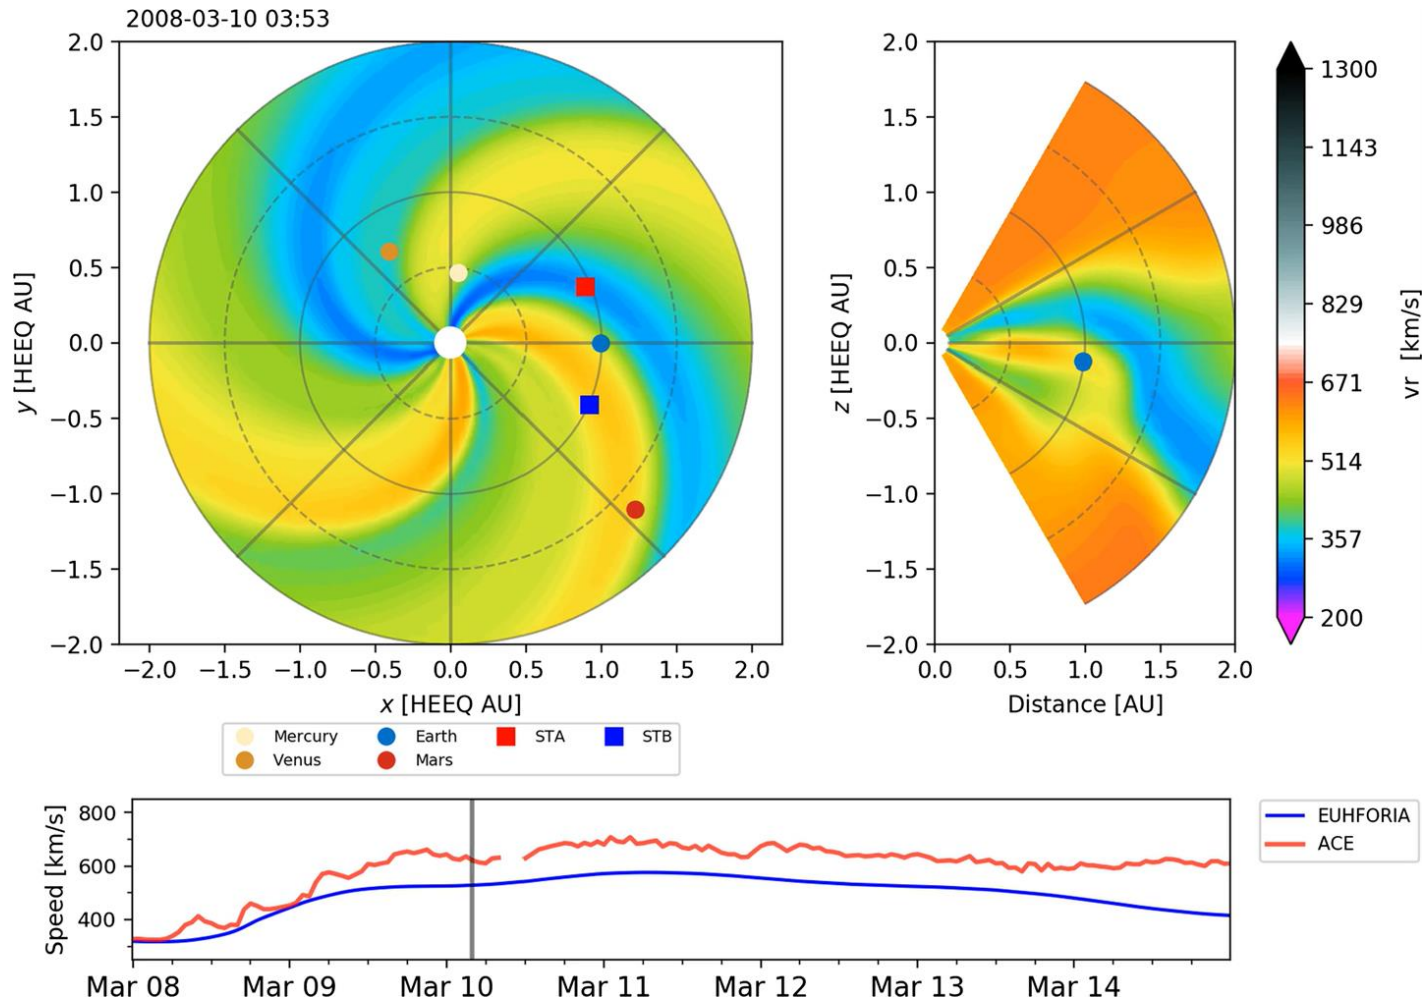 2008-03-10 03:53
2.0
1.5
1.0
0.5
0.0
−0.5
−1.0
−1.5
−2.0
y [HEEQ AU]
−2.0 −1.5 −1.0 −0.5 0.0 0.5 1.0 1.5 2.0
x [HEEQ AU]
2.0
1.5
1.0
0.5
0.0
−0.5
−1.0
−1.5
−2.0
z [HEEQ AU]
0.0 0.5 1.0 1.5 2.0
Distance [AU]
1300
1143
986
829
671
514
357
200
vr [km/s]
Mercury Earth STA STB
Venus Mars
800
600
400
Speed [km/s]
Mar 08 Mar 09 Mar 10 Mar 11 Mar 12 Mar 13 Mar 14
EUHFORIA
ACE